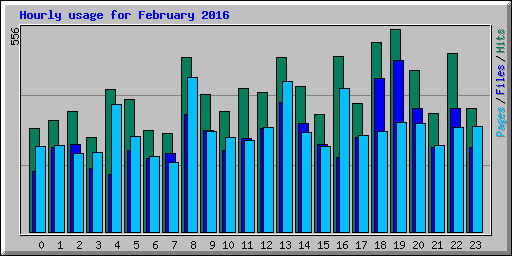 Hourly usage for February 2016
556
Pages / Files / Hits
0 1 2 3 4 5 6 7 8 9 10 11 12 13 14 15 16 17 18 19 20 21 22 23